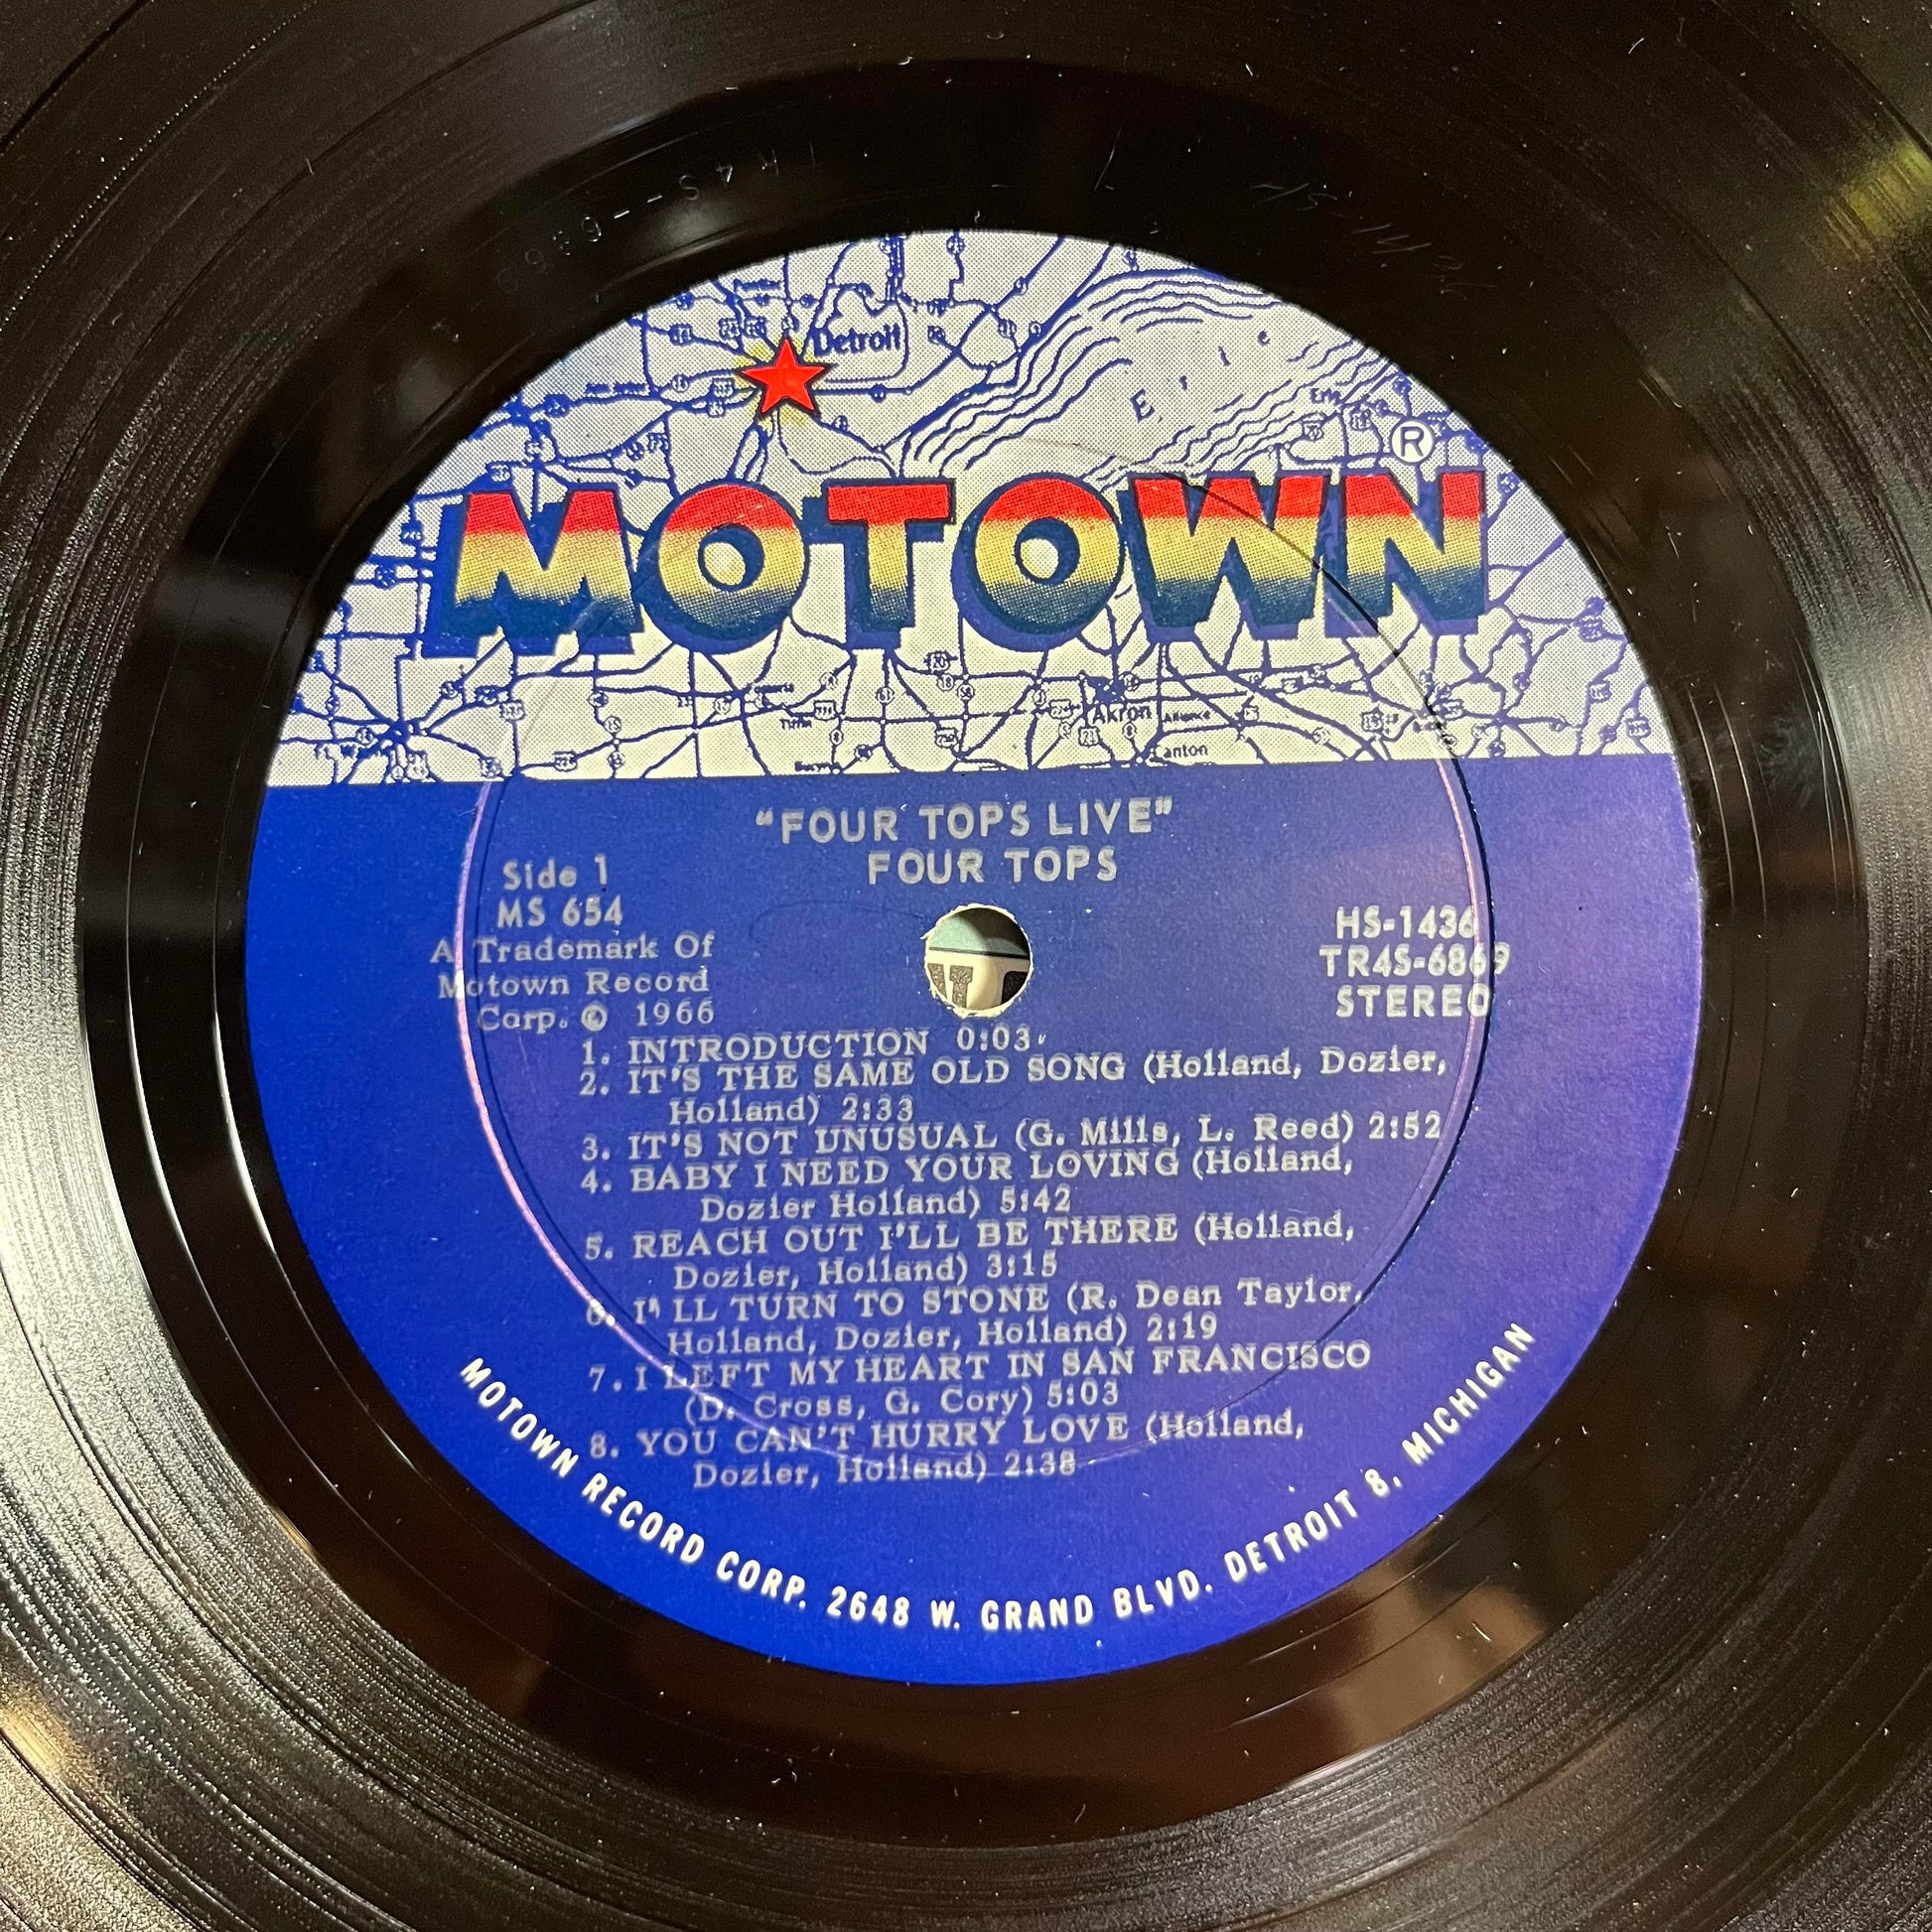 Detroit
Erie
Erie
®
MOTOWN
Akron
Tiffin
Alliance
Canton
"FOUR TOPS LIVE"
FOUR TOPS
Side 1
MS 654
A Trademark Of
Motown Record
Corp. © 1966
HS-1436
TR4S-6869
STEREO
1. INTRODUCTION 0:03
2. IT'S THE SAME OLD SONG (Holland, Dozier,
Holland) 2:33
3. IT'S NOT UNUSUAL (G. Mills, L. Reed) 2:52
4. BABY I NEED YOUR LOVING (Holland,
Dozier Holland) 5:42
5. REACH OUT I'LL BE THERE (Holland,
Dozier, Holland) 3:15
6. I'LL TURN TO STONE (R. Dean Taylor,
Holland, Dozier, Holland) 2:19
7. I LEFT MY HEART IN SAN FRANCISCO
(D. Cross, G. Cory) 5:03
8. YOU CAN'T HURRY LOVE (Holland,
Dozier, Holland) 2:38
MOTOWN RECORD CORP. 2648 W. GRAND BLVD. DETROIT 8, MICHIGAN